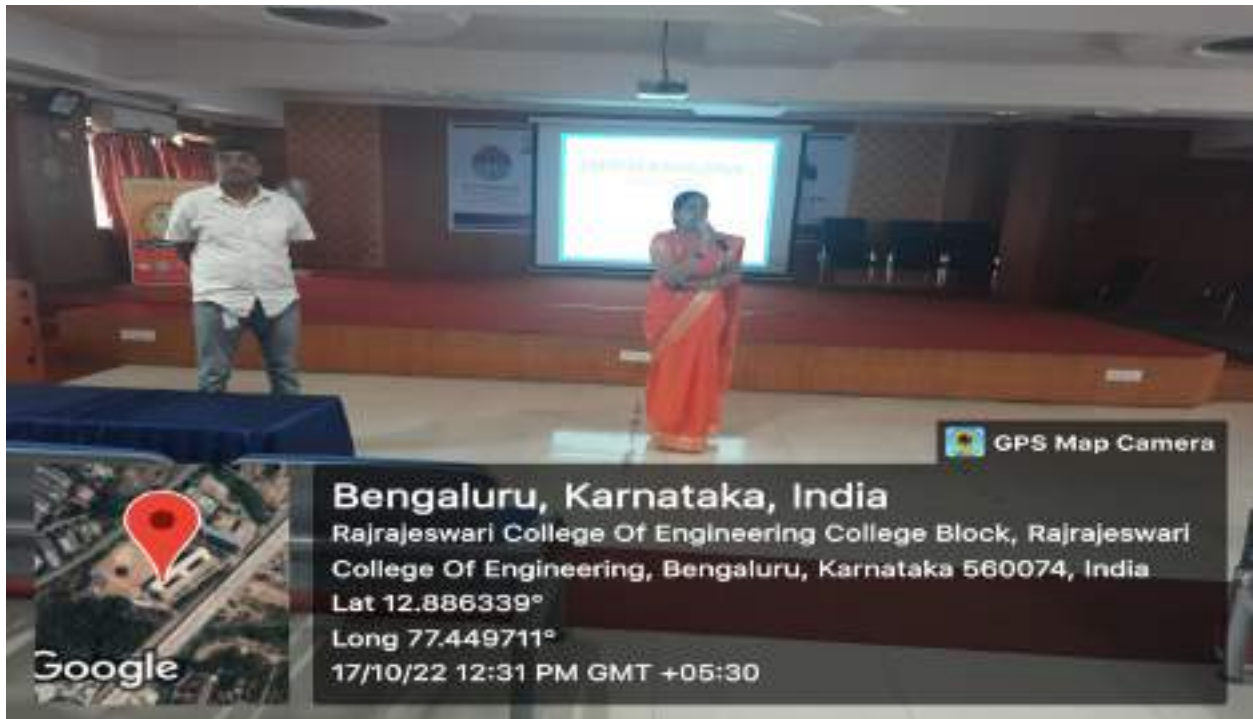 GPS Map Camera
Bengaluru, Karnataka, India
Rajrajeswari College Of Engineering College Block, Rajrajeswari
College Of Engineering, Bengaluru, Karnataka 560074, India
Lat 12.886339°
Long 77.449711°
17/10/22 12:31 PM GMT +05:30
Google